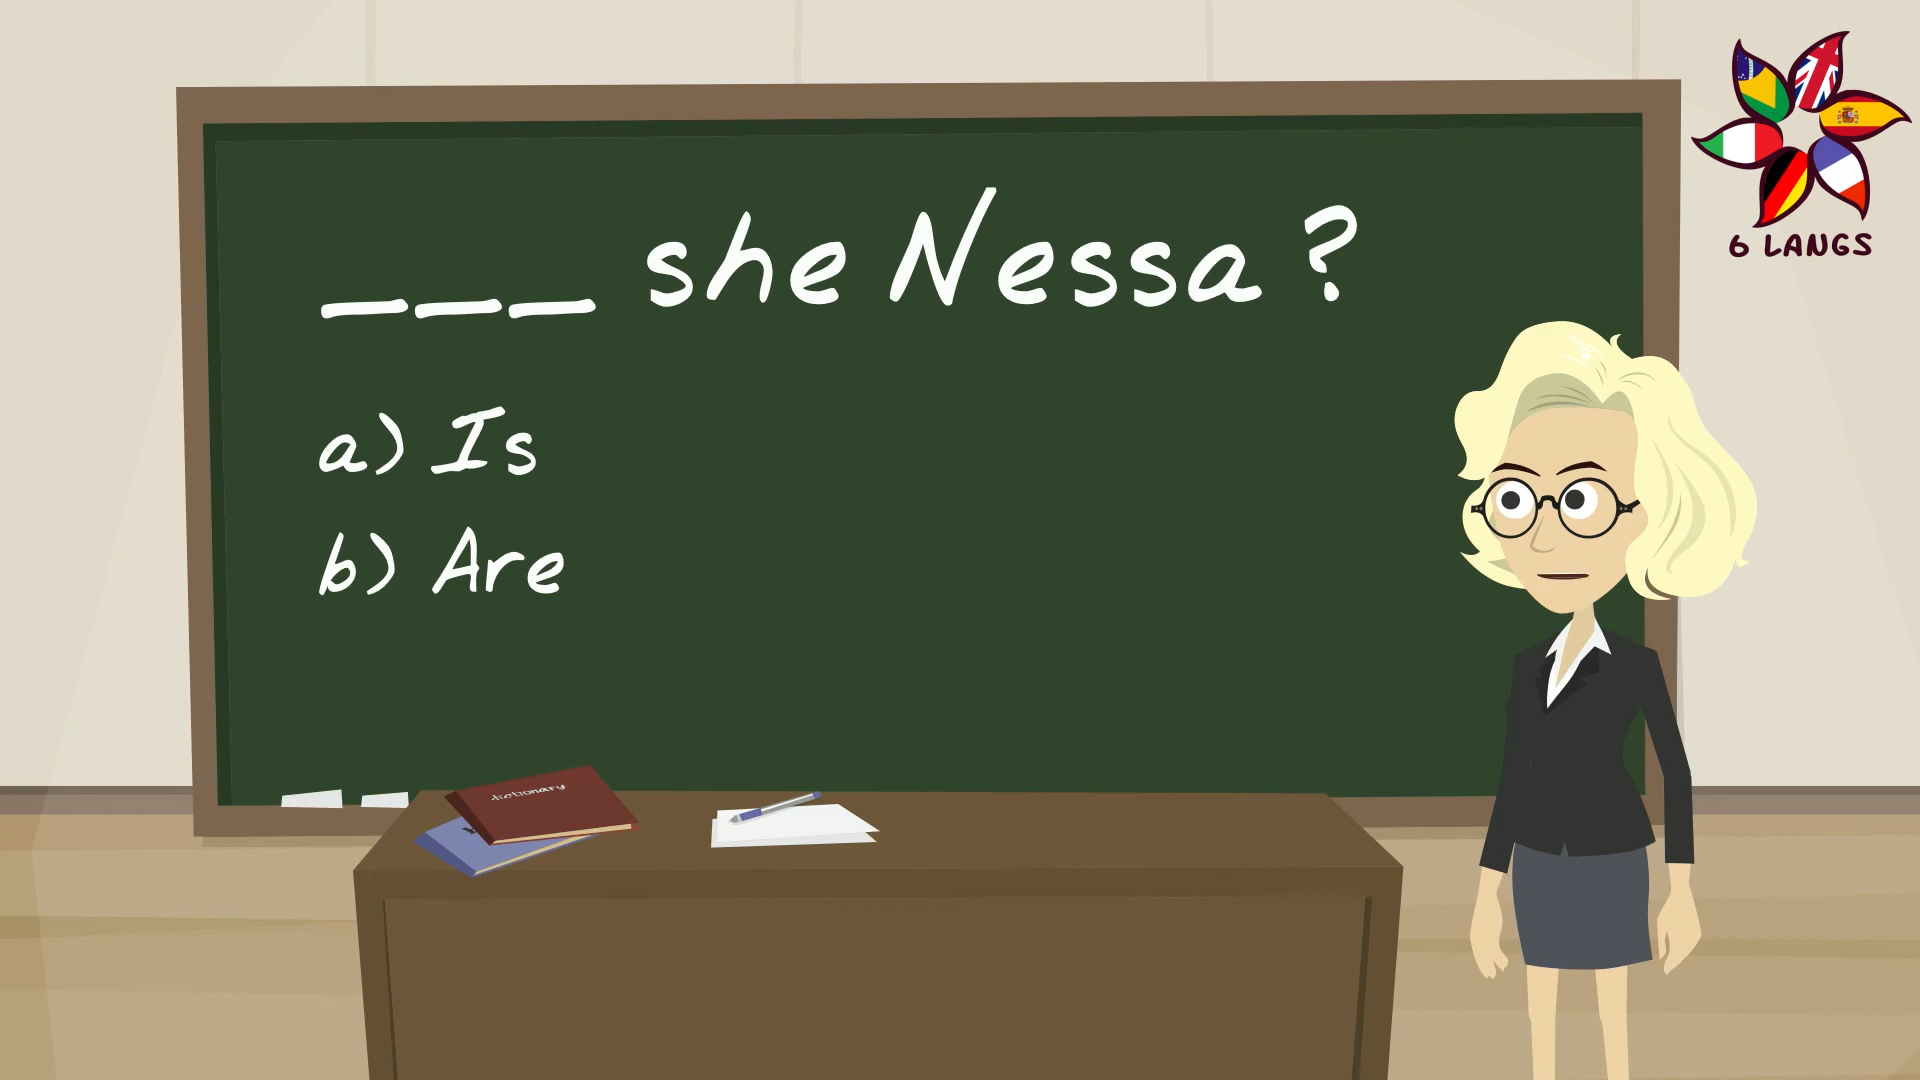 ___ she Nessa?
a) Is
b) Are
6 LANGS
dictionary